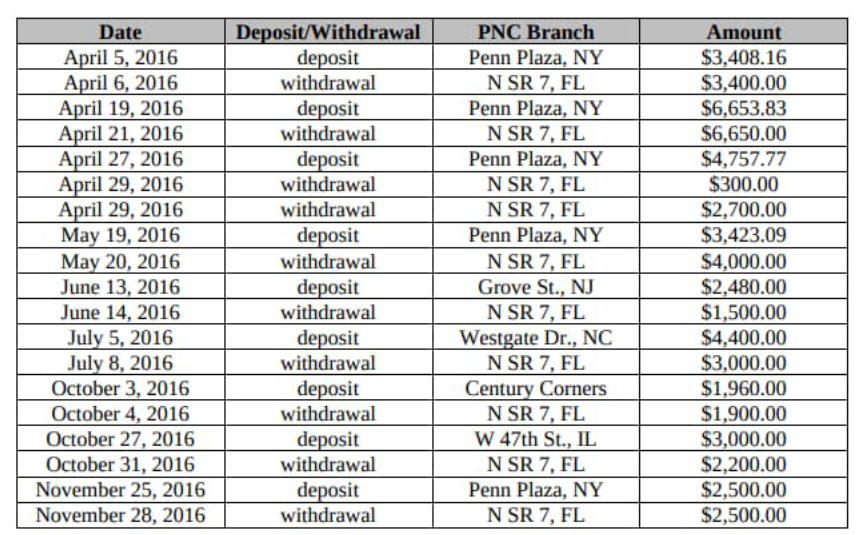 Date Deposit/Withdrawal PNC Branch Amount
April 5, 2016 deposit Penn Plaza, NY $3,408.16
April 6, 2016 withdrawal N SR 7, FL $3,400.00
April 19, 2016 deposit Penn Plaza, NY $6,653.83
April 21, 2016 withdrawal N SR 7, FL $6,650.00
April 27, 2016 deposit Penn Plaza, NY $4,757.77
April 29, 2016 withdrawal N SR 7, FL $300.00
April 29, 2016 withdrawal N SR 7, FL $2,700.00
May 19, 2016 deposit Penn Plaza, NY $3,423.09
May 20, 2016 withdrawal N SR 7, FL $4,000.00
June 13, 2016 deposit Grove St., NJ $2,480.00
June 14, 2016 withdrawal N SR 7, FL $1,500.00
July 5, 2016 deposit Westgate Dr., NC $4,400.00
July 8, 2016 withdrawal N SR 7, FL $3,000.00
October 3, 2016 deposit Century Corners $1,960.00
October 4, 2016 withdrawal N SR 7, FL $1,900.00
October 27, 2016 deposit W 47th St., IL $3,000.00
October 31, 2016 withdrawal N SR 7, FL $2,200.00
November 25, 2016 deposit Penn Plaza, NY $2,500.00
November 28, 2016 withdrawal N SR 7, FL $2,500.00